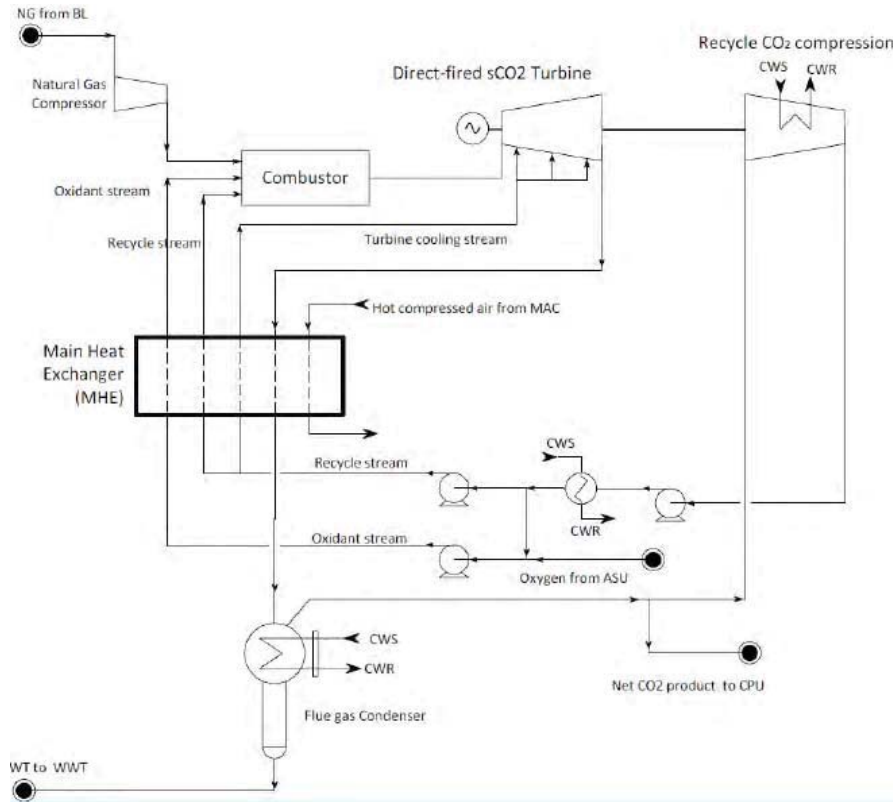 NG from BL
Recycle CO₂ compression
CWS
CWR
Direct-fired sCO2 Turbine
Natural Gas
Compressor
Combustor
Oxidant stream
Recycle stream
Turbine cooling stream
Hot compressed air from MAC
Main Heat
Exchanger
(MHE)
CWS
Recycle stream
CWR
Oxidant stream
Oxygen from ASU
CWS
CWR
Net CO2 product to CPU
Flue gas Condenser
WT to WWT